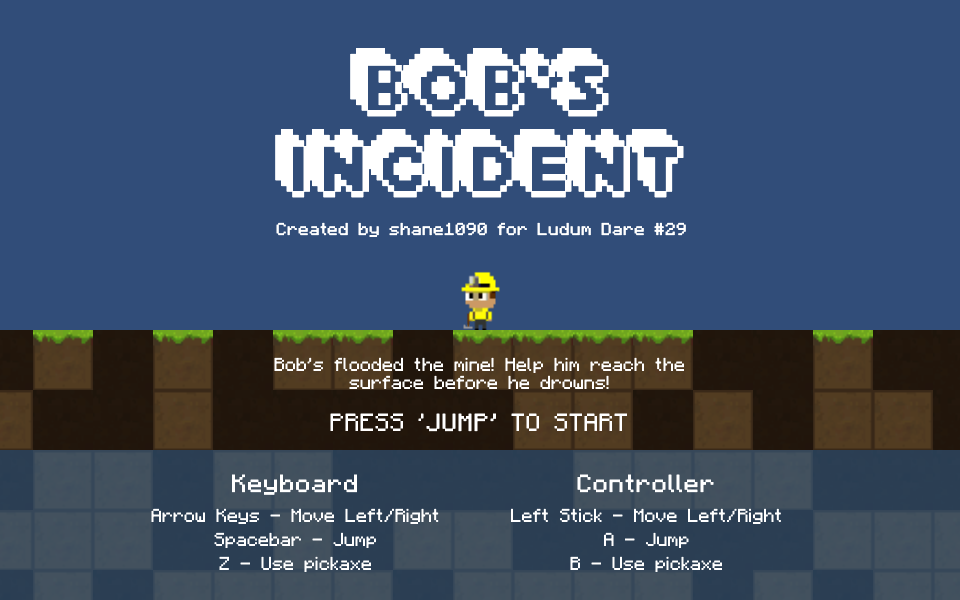 BOB'S
INCIDENT
Created by shane1090 for Ludum Dare #29
Bob's flooded the mine! Help him reach the
surface before he drowns!
PRESS 'JUMP' TO START
Keyboard
Arrow Keys - Move Left/Right
Spacebar - Jump
Z - Use pickaxe
Controller
Left Stick - Move Left/Right
A - Jump
B - Use pickaxe